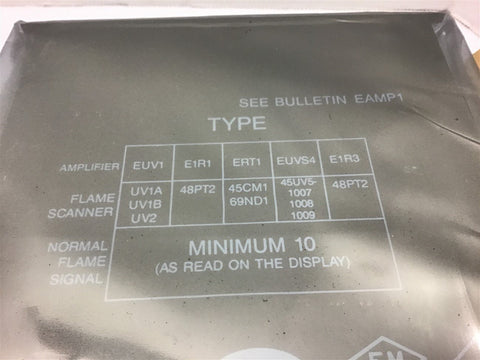 SEE BULLETIN EAMP1
TYPE
AMPLIFIER EUV1 E1R1 ERT1 EUVS4 E1R3
FLAME SCANNER UV1A UV1B UV2 48PT2 45CM1 69ND1 45UV5-1007 1008 1009 48PT2
NORMAL FLAME SIGNAL MINIMUM 10
(AS READ ON THE DISPLAY)